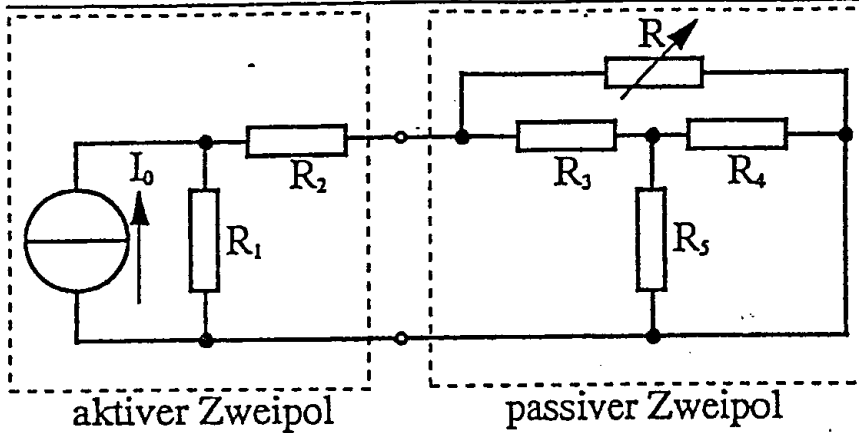 R
I₀
R₂
R₃
R₄
R₁
R₅
aktiver Zweipol
passiver Zweipol